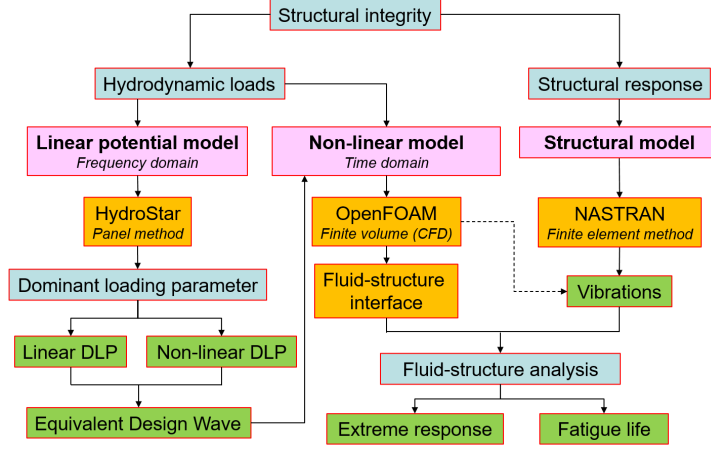 Structural integrity
Hydrodynamic loads
Structural response
Linear potential model
Frequency domain
Non-linear model
Time domain
Structural model
HydroStar
Panel method
OpenFOAM
Finite volume (CFD)
NASTRAN
Finite element method
Dominant loading parameter
Fluid-structure
interface
Vibrations
Linear DLP
Non-linear DLP
Fluid-structure analysis
Equivalent Design Wave
Extreme response
Fatigue life